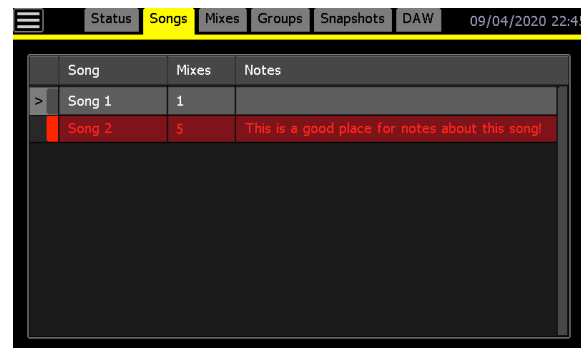 Status Songs Mixes Groups Snapshots DAW 09/04/2020 22:45
Song Mixes Notes
> Song 1 1
Song 2 5 This is a good place for notes about this song!